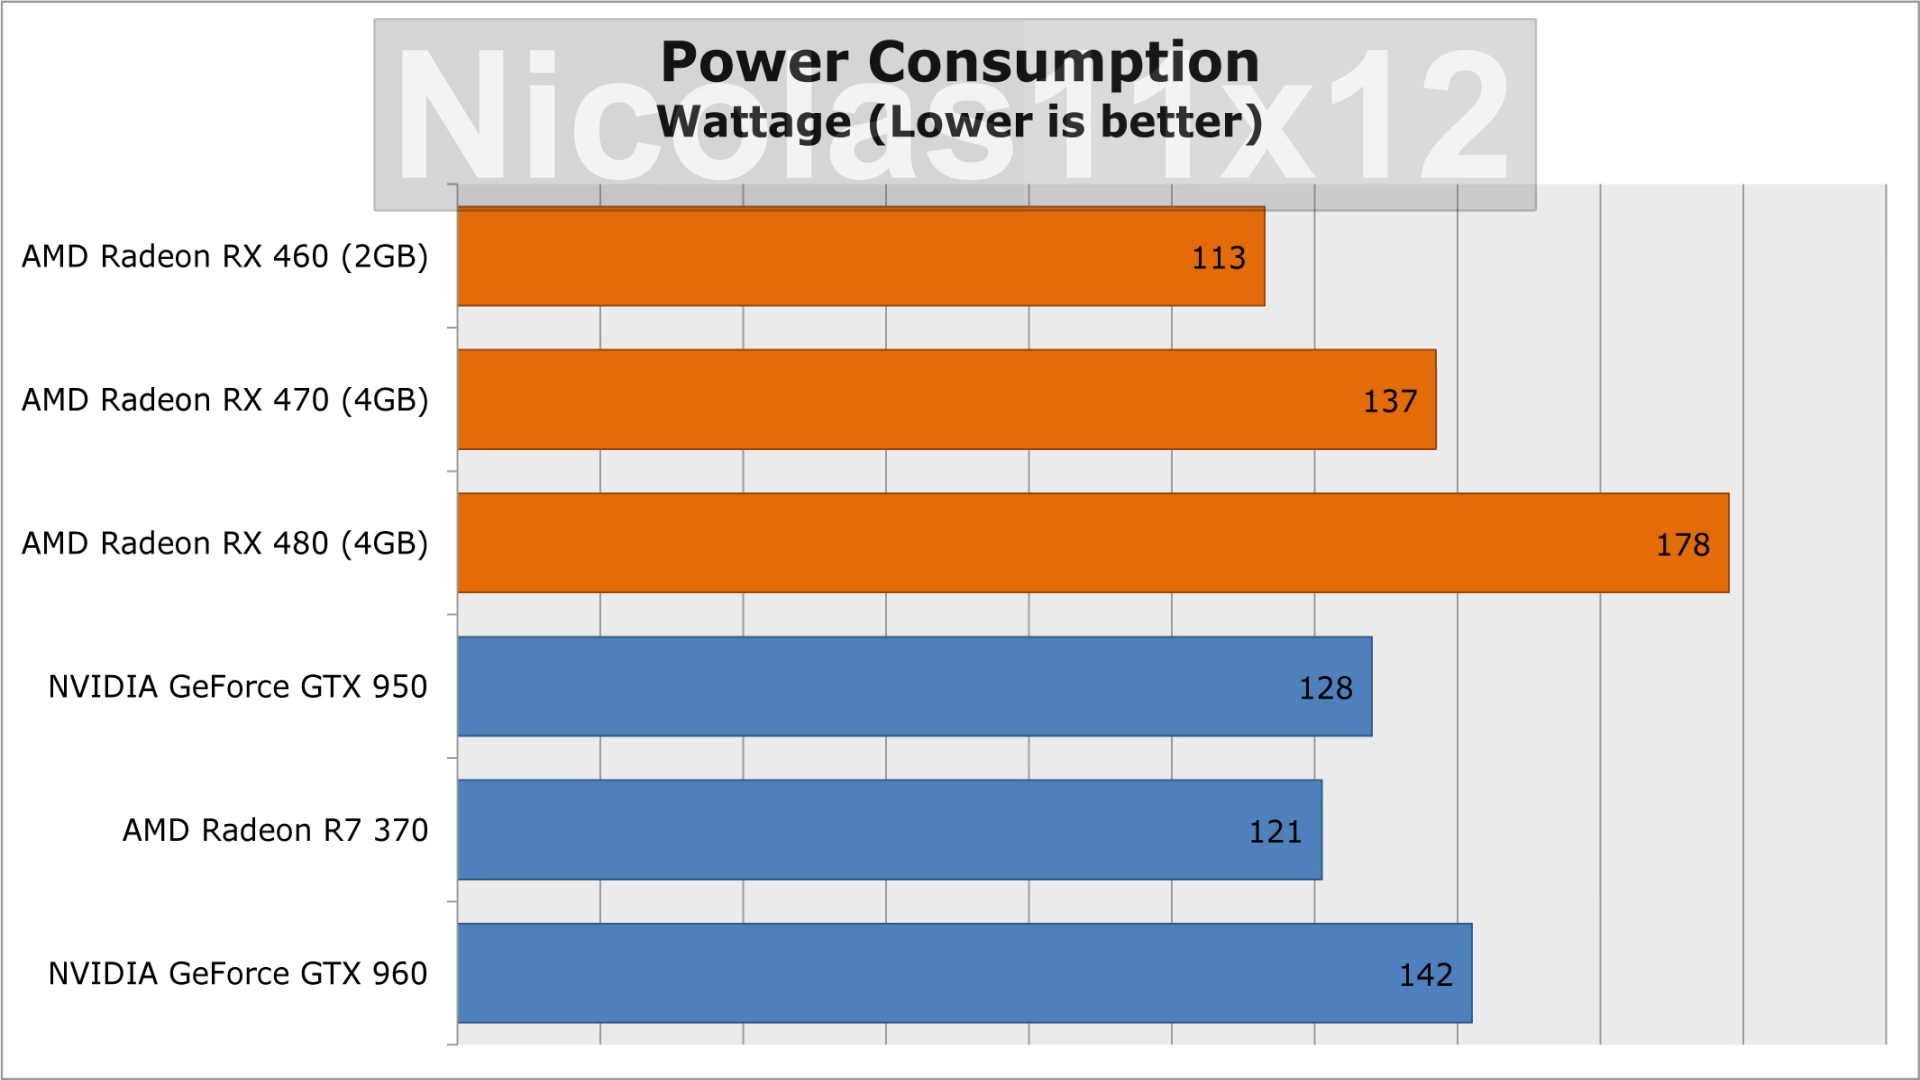 Nicolas11x12
Power Consumption
Wattage (Lower is better)
AMD Radeon RX 460 (2GB) 113
AMD Radeon RX 470 (4GB) 137
AMD Radeon RX 480 (4GB) 178
NVIDIA GeForce GTX 950 128
AMD Radeon R7 370 121
NVIDIA GeForce GTX 960 142